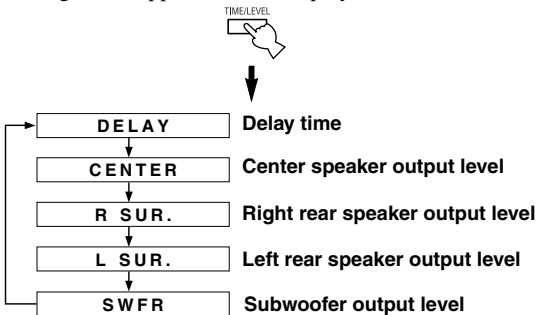 TIME/LEVEL
DELAY Delay time
CENTER Center speaker output level
R SUR. Right rear speaker output level
L SUR. Left rear speaker output level
SWFR Subwoofer output level